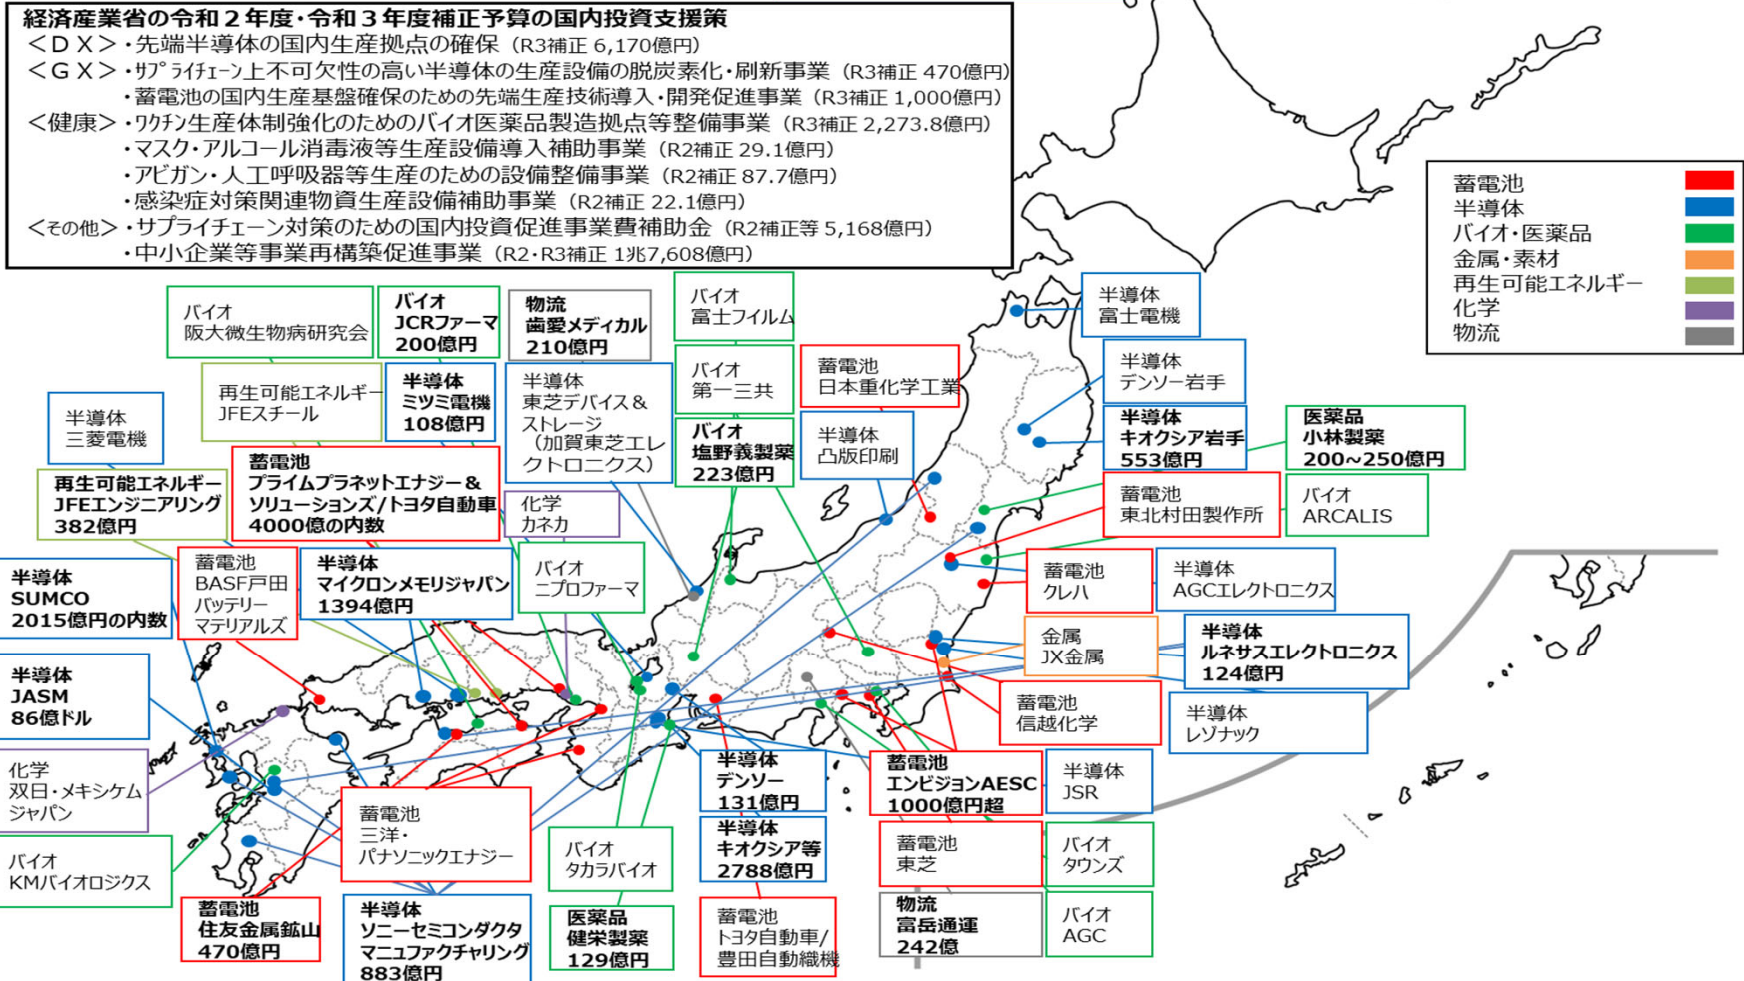 経済産業省の令和２年度・令和３年度補正予算の国内投資支援策
＜ＤＸ＞・先端半導体の国内生産拠点の確保（R3補正 6,170億円）
＜ＧＸ＞・ｻﾌﾟﾗｲﾁｪｰﾝ上不可欠性の高い半導体の生産設備の脱炭素化・刷新事業（R3補正 470億円）
・蓄電池の国内生産基盤確保のための先端生産技術導入・開発促進事業（R3補正 1,000億円）
＜健康＞・ﾜｸﾁﾝ生産体制強化のためのバイオ医薬品製造拠点等整備事業（R3補正 2,273.8億円）
・マスク・アルコール消毒液等生産設備導入補助事業（R2補正 29.1億円）
・アビガン・人工呼吸器等生産のための設備整備事業（R2補正 87.7億円）
・感染症対策関連物資生産設備補助事業（R2補正 22.1億円）
＜その他＞・サプライチェーン対策のための国内投資促進事業費補助金（R2補正等 5,168億円）
・中小企業等事業再構築促進事業（R2・R3補正 1兆7,608億円）
蓄電池
半導体
バイオ・医薬品
金属・素材
再生可能エネルギー
化学
物流
バイオ
阪大微生物病研究会
バイオ
JCRファーマ
200億円
物流
歯愛メディカル
210億円
バイオ
富士フイルム
半導体
富士電機
再生可能エネルギー
JFEスチール
半導体
ミツミ電機
108億円
半導体
東芝デバイス＆
ストレージ
（加賀東芝エレ
クトロニクス）
バイオ
第一三共
蓄電池
日本重化学工業
半導体
デンソー岩手
半導体
三菱電機
バイオ
塩野義製薬
223億円
半導体
凸版印刷
半導体
キオクシア岩手
553億円
医薬品
小林製薬
200~250億円
再生可能エネルギー
JFEエンジニアリング
382億円
蓄電池
プライムプラネットエナジー＆
ソリューションズ/トヨタ自動車
4000億の内数
化学
カネカ
蓄電池
東北村田製作所
バイオ
ARCALIS
半導体
SUMCO
2015億円の内数
蓄電池
BASF戸田
バッテリー
マテリアルズ
半導体
マイクロンメモリジャパン
1394億円
バイオ
ニプロファーマ
蓄電池
クレハ
半導体
AGCエレクトロニクス
金属
JX金属
半導体
ルネサスエレクトロニクス
124億円
半導体
JASM
86億ドル
蓄電池
信越化学
半導体
レゾナック
化学
双日・メキシケム
ジャパン
蓄電池
三洋・
パナソニックエナジー
半導体
デンソー
131億円
蓄電池
エンビジョンAESC
1000億円超
半導体
JSR
バイオ
KMバイオロジクス
バイオ
タカラバイオ
半導体
キオクシア等
2788億円
蓄電池
東芝
バイオ
タウンズ
蓄電池
住友金属鉱山
470億円
半導体
ソニーセミコンダクタ
マニュファクチャリング
883億円
医薬品
健栄製薬
129億円
蓄電池
トヨタ自動車/
豊田自動織機
物流
富岳通運
242億
バイオ
AGC